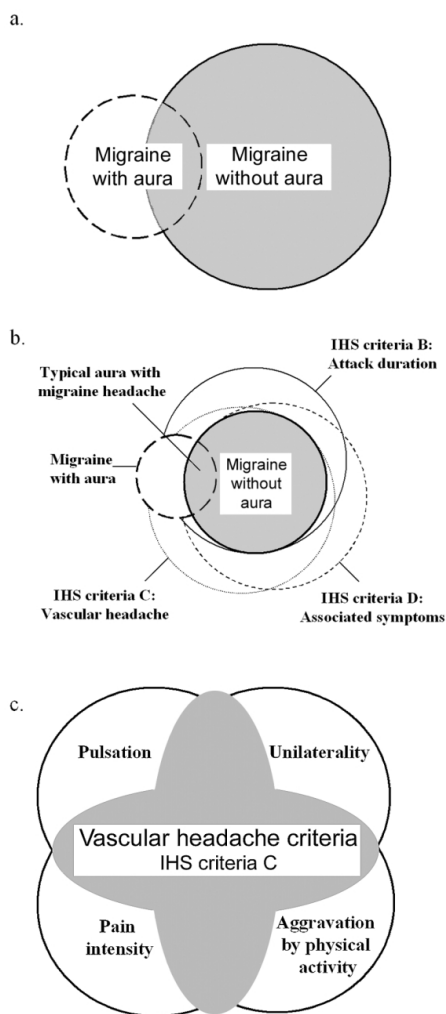 a.
Migraine
with aura
Migraine
without aura
b.
IHS criteria B:
Attack duration
Typical aura with
migraine headache
Migraine
with aura
Migraine
without
aura
IHS criteria C:
Vascular headache
IHS criteria D:
Associated symptoms
c.
Pulsation
Unilaterality
Vascular headache criteria
IHS criteria C
Pain
intensity
Aggravation
by physical
activity